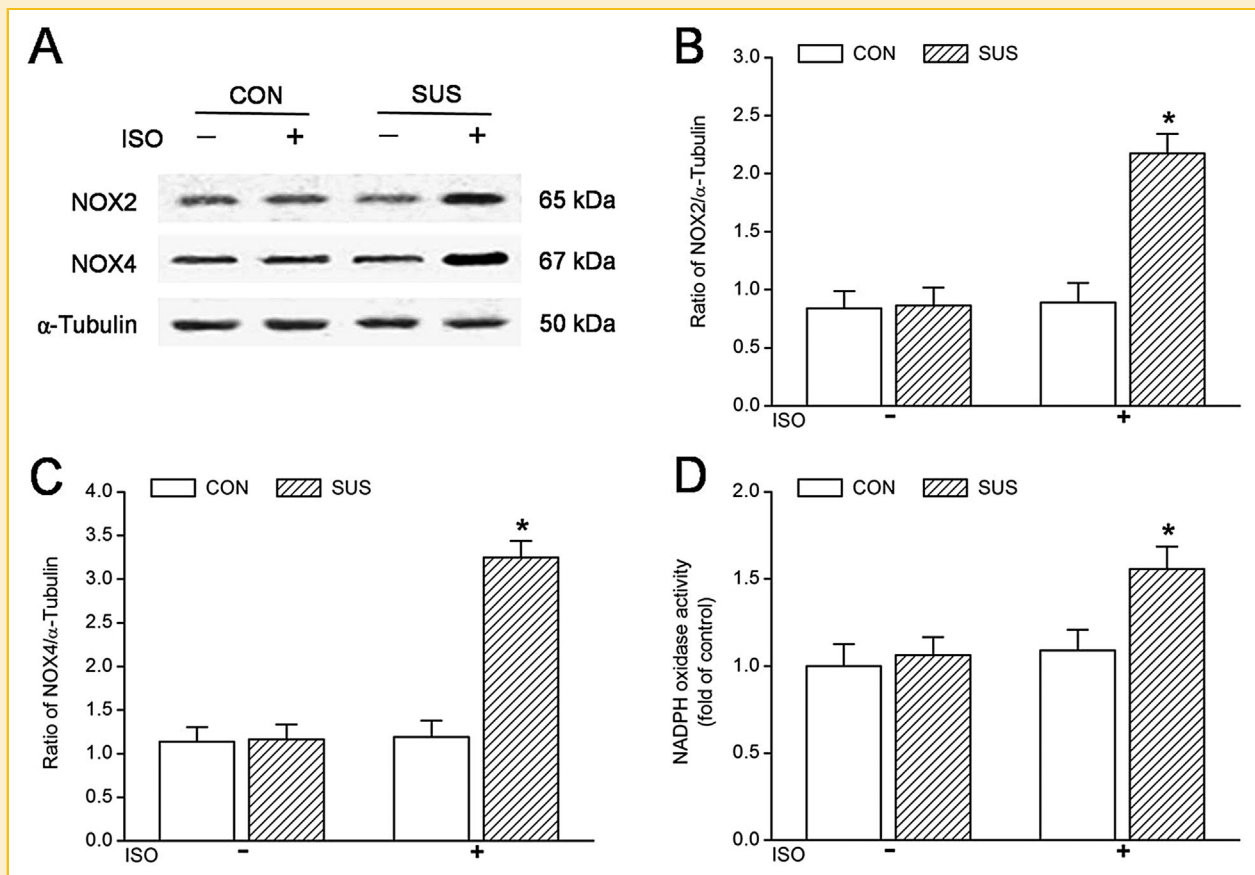 A
CON SUS
ISO – + – +
NOX2 65 kDa
NOX4 67 kDa
α-Tubulin 50 kDa
B
CON SUS
Ratio of NOX2/α-Tubulin
3.0
2.5
2.0
1.5
1.0
0.5
0.0
*
ISO - +
C
CON SUS
Ratio of NOX4/α-Tubulin
4.0
3.5
3.0
2.5
2.0
1.5
1.0
0.5
0.0
*
ISO - +
D
CON SUS
NADPH oxidase activity
(fold of control)
2.0
1.5
1.0
0.5
0.0
*
ISO - +